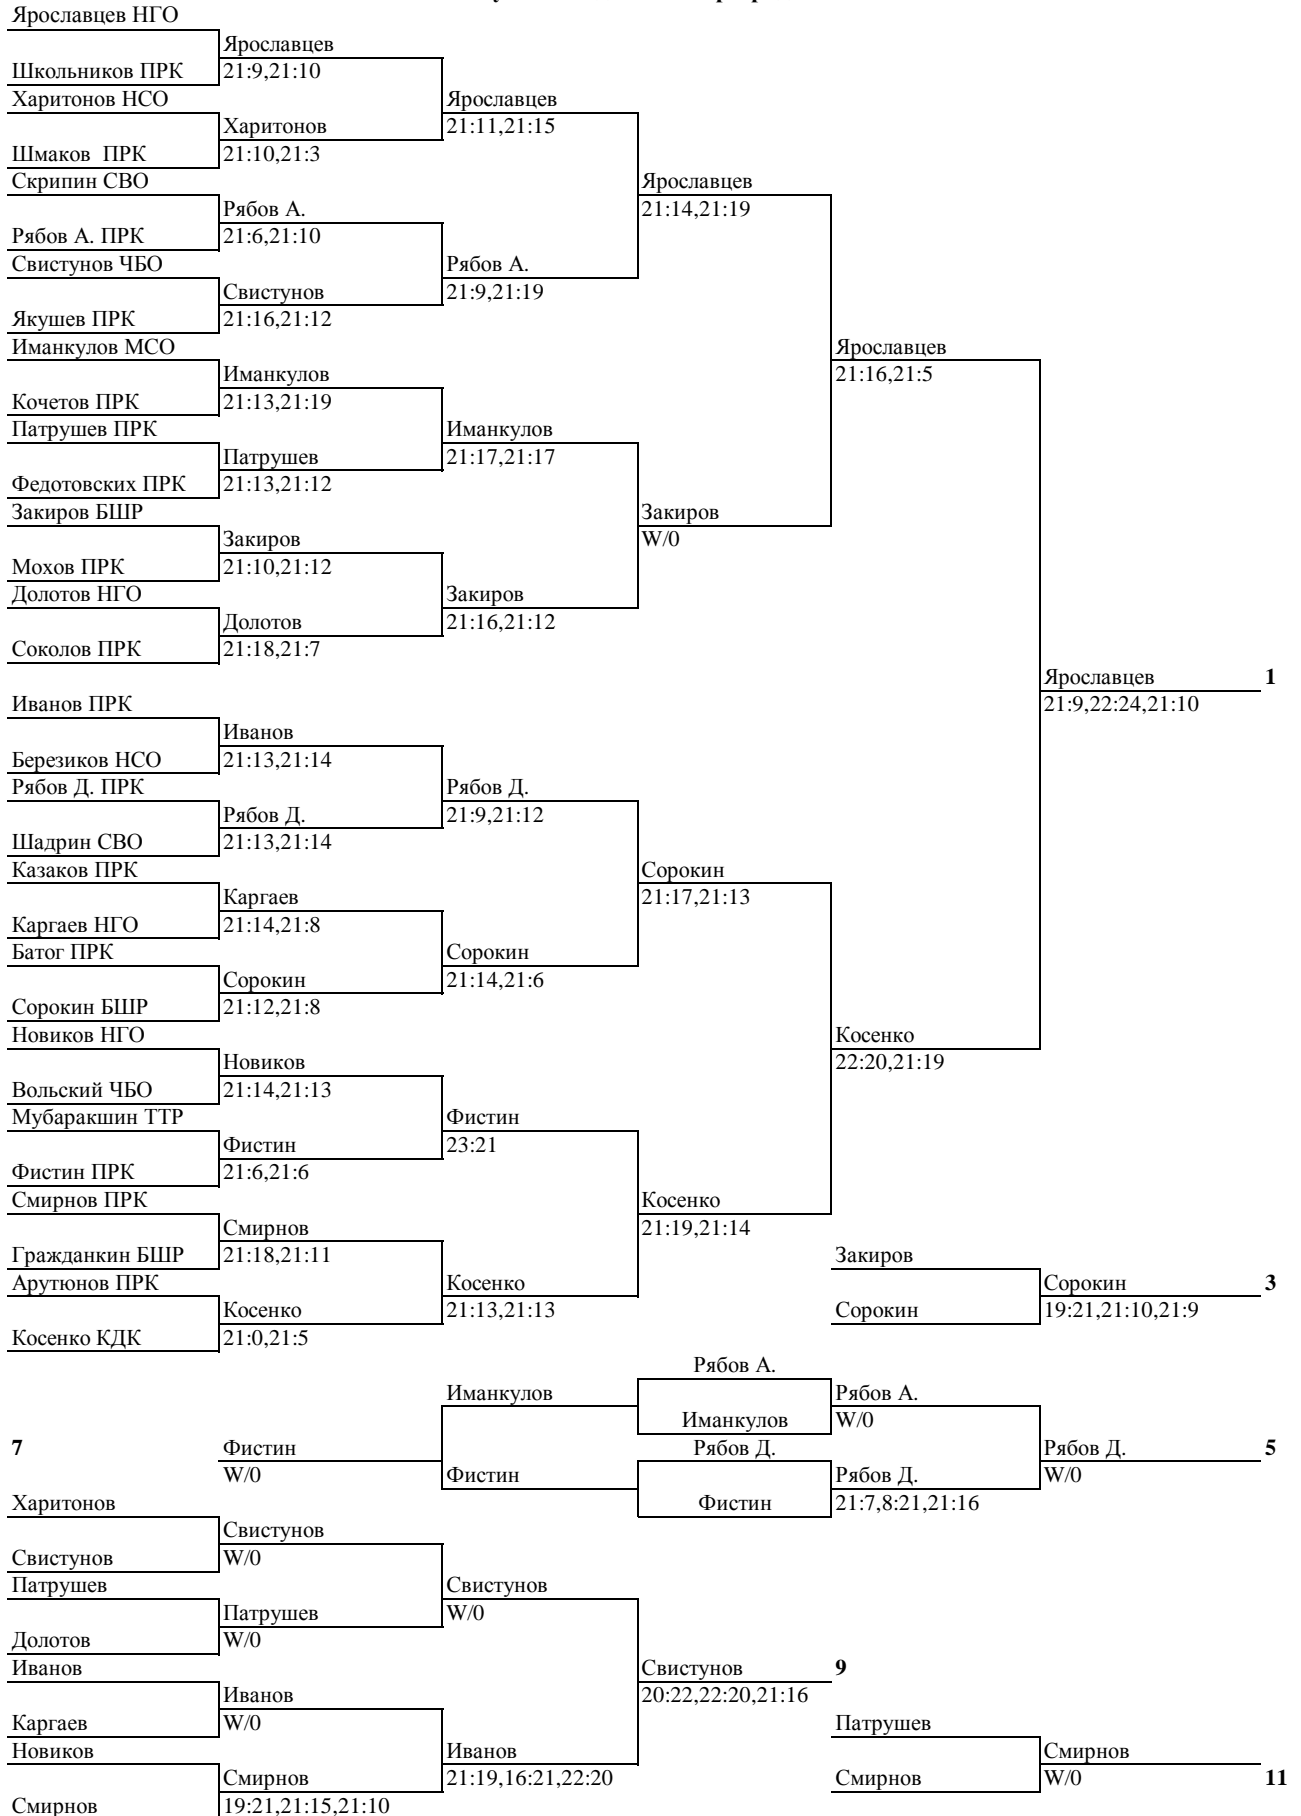 Ярославцев НГО
Ярославцев
Школьников ПРК 21:9,21:10
Харитонов НСО Ярославцев
Харитонов 21:11,21:15
Шмаков ПРК 21:10,21:3
Скрипин СВО Ярославцев
Рябов А. 21:14,21:19
Рябов А. ПРК 21:6,21:10
Свистунов ЧБО Рябов А.
Свистунов 21:9,21:19
Якушев ПРК 21:16,21:12
Иманкулов МСО Ярославцев
Иманкулов 21:16,21:5
Кочетов ПРК 21:13,21:19
Патрушев ПРК Иманкулов
Патрушев 21:17,21:17
Федотовских ПРК 21:13,21:12
Закиров БШР Закиров
Закиров W/0
Мохов ПРК 21:10,21:12
Долотов НГО Закиров
Долотов 21:16,21:12
Соколов ПРК 21:18,21:7
Ярославцев 1
Иванов ПРК 21:9,22:24,21:10
Иванов
Березиков НСО 21:13,21:14
Рябов Д. ПРК Рябов Д.
Рябов Д. 21:9,21:12
Шадрин СВО 21:13,21:14
Казаков ПРК Сорокин
Каргаев 21:17,21:13
Каргаев НГО 21:14,21:8
Батог ПРК Сорокин
Сорокин 21:14,21:6
Сорокин БШР 21:12,21:8
Новиков НГО Косенко
Новиков 22:20,21:19
Вольский ЧБО 21:14,21:13
Мубаракшин ТТР Фистин
Фистин 23:21
Фистин ПРК 21:6,21:6
Смирнов ПРК Косенко
Смирнов 21:19,21:14
Гражданкин БШР 21:18,21:11 Закиров
Арутюнов ПРК Косенко Сорокин 3
Косенко 21:13,21:13 Сорокин 19:21,21:10,21:9
Косенко КДК 21:0,21:5
Рябов А.
Иманкулов Рябов А.
Иманкулов W/0
7 Фистин Рябов Д. Рябов Д. 5
W/0 Фистин Рябов Д. W/0
Харитонов Фистин 21:7,8:21,21:16
Свистунов
Свистунов W/0
Патрушев Свистунов
Патрушев W/0
Долотов W/0
Иванов Свистунов 9
Иванов 20:22,22:20,21:16
Каргаев W/0 Патрушев
Новиков Иванов Смирнов
Смирнов 21:19,16:21,22:20 Смирнов W/0 11
Смирнов 19:21,21:15,21:10